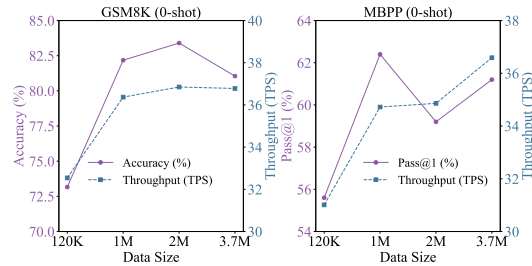 GSM8K (0-shot)
85.0
82.5
80.0
77.5
75.0
72.5
70.0
Accuracy (%)
40
38
36
34
32
30
Throughput (TPS)
Accuracy (%)
Throughput (TPS)
120K 1M 2M 3.7M
Data Size
MBPP (0-shot)
64
62
60
58
56
54
Pass@1 (%)
38
36
34
32
30
Throughput (TPS)
Pass@1 (%)
Throughput (TPS)
120K 1M 2M 3.7M
Data Size